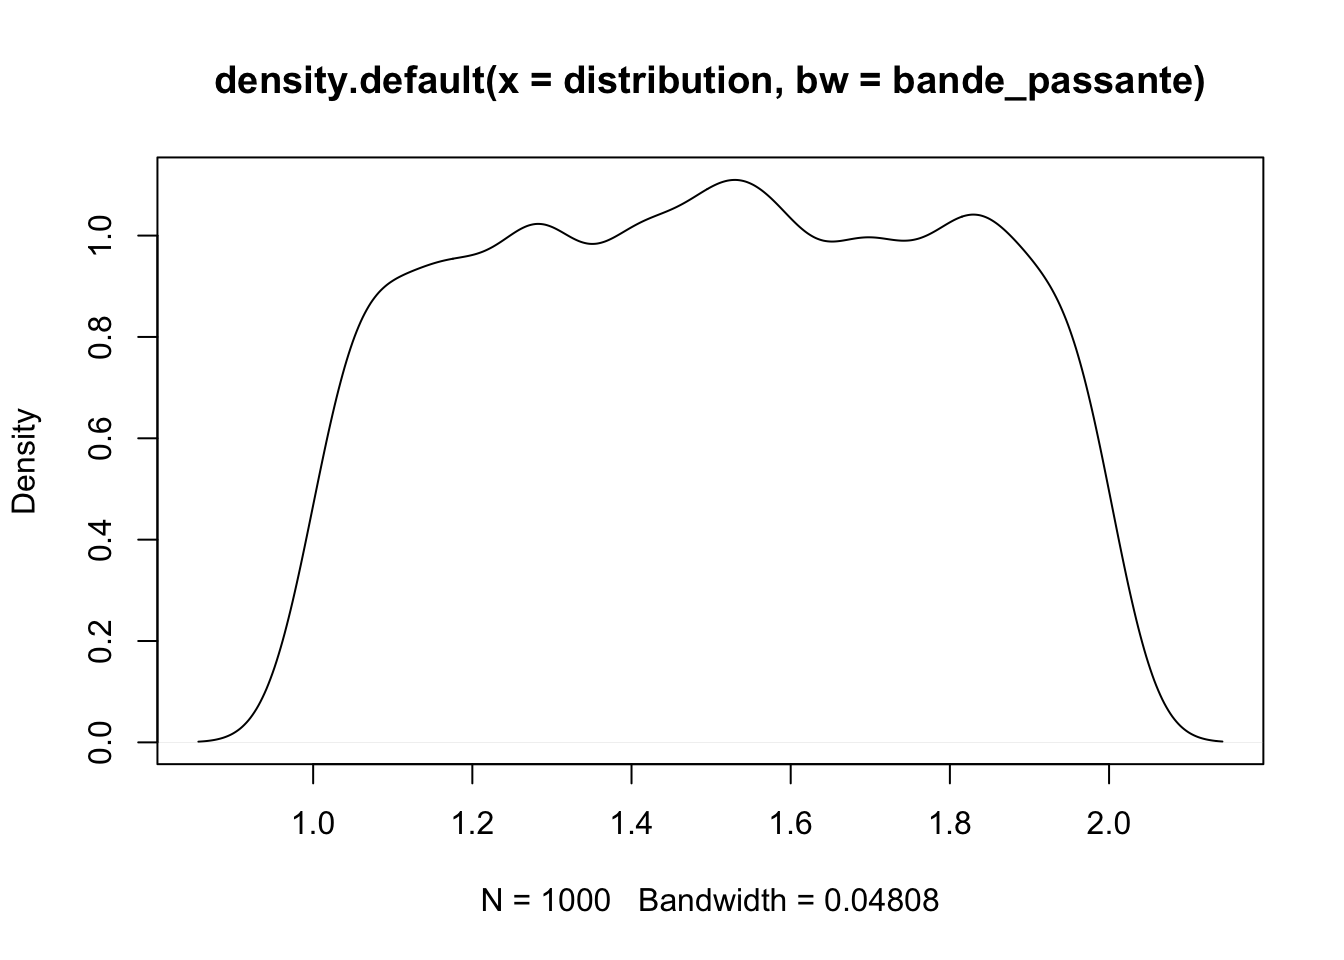 density.default(x = distribution, bw = bande_passante)
Density
1.0
0.8
0.6
0.4
0.2
0.0
1.0 1.2 1.4 1.6 1.8 2.0
N = 1000 Bandwidth = 0.04808